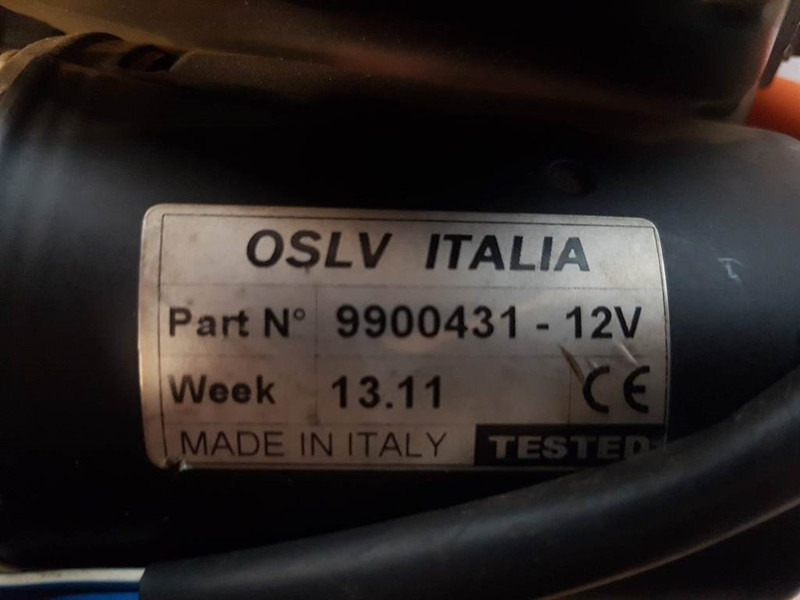 OSLV ITALIA
Part N° 9900431 - 12V
Week 13.11 CE
MADE IN ITALY TESTED